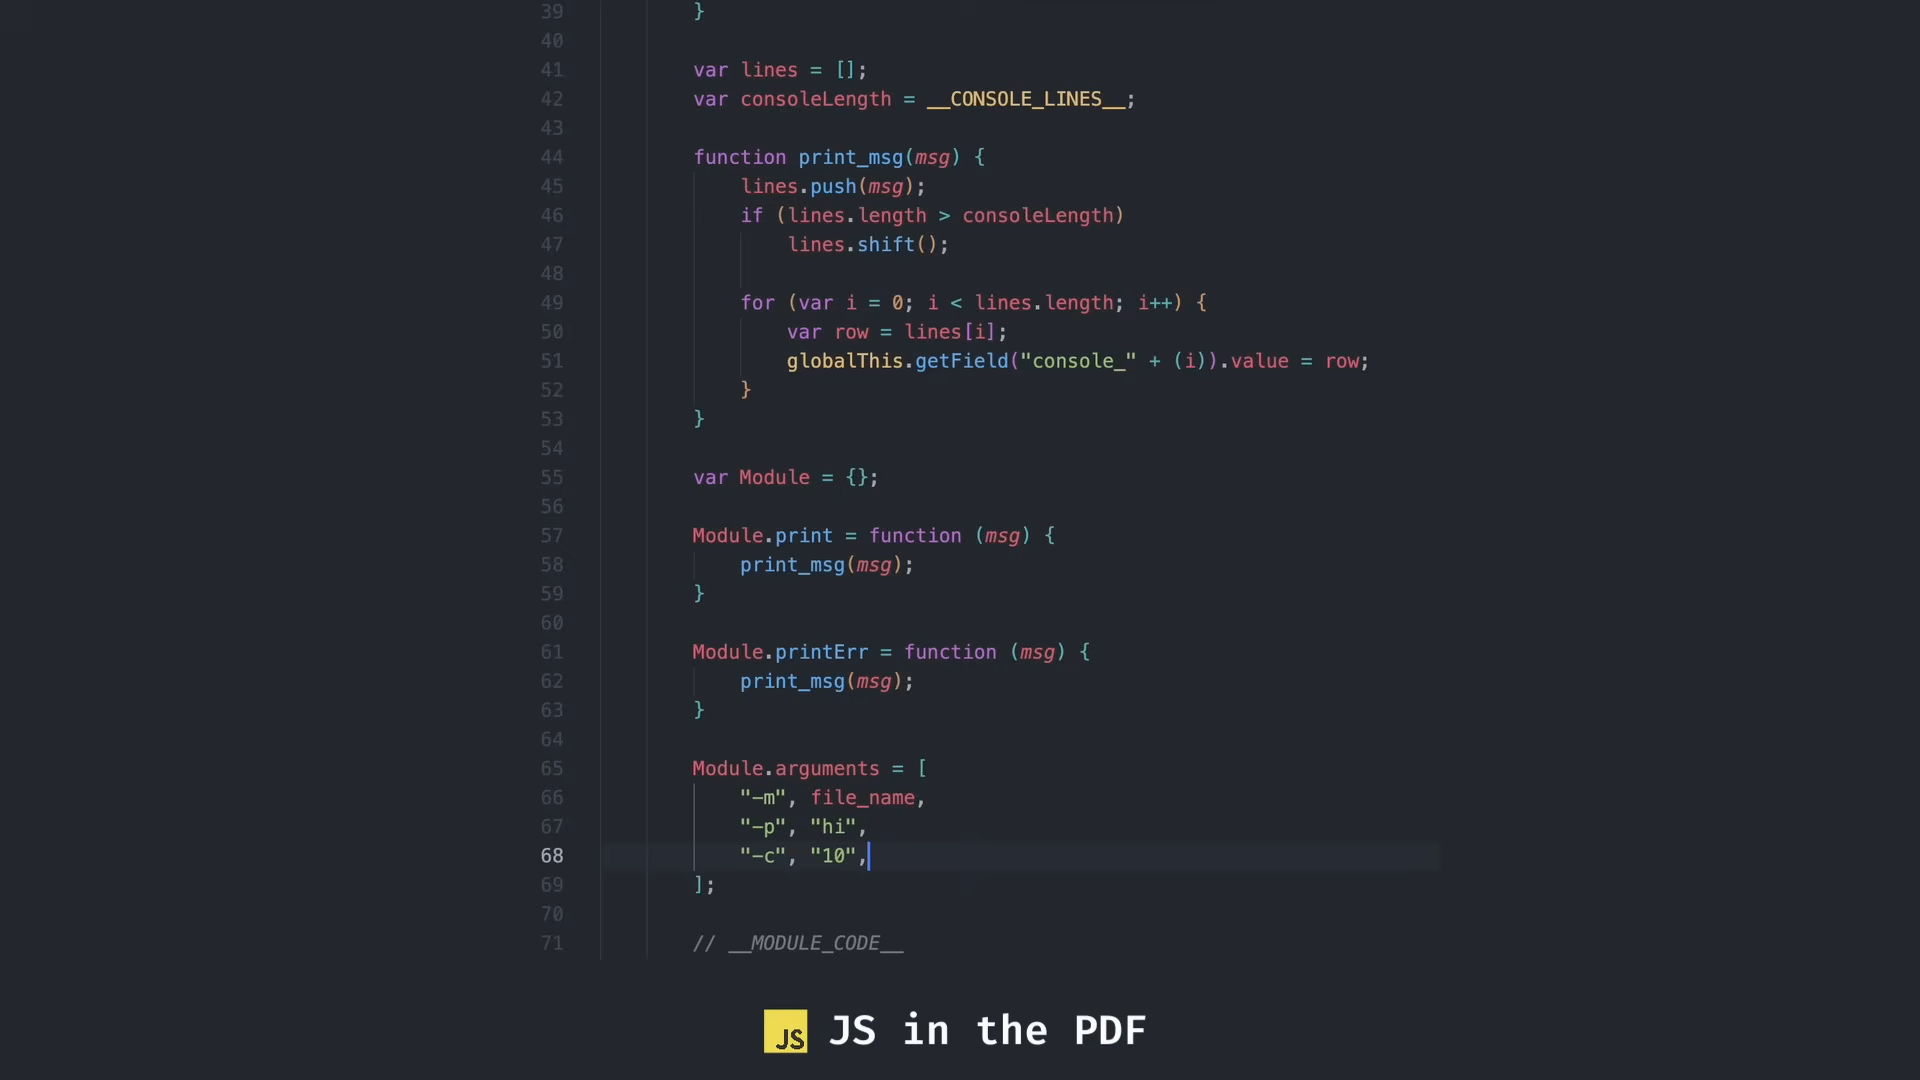 39 }
40
41 var lines = [];
42 var consoleLength = __CONSOLE_LINES__;
43
44 function print_msg(msg) {
45 lines.push(msg);
46 if (lines.length > consoleLength)
47 lines.shift();
48
49 for (var i = 0; i < lines.length; i++) {
50 var row = lines[i];
51 globalThis.getField("console_" + (i)).value = row;
52 }
53 }
54
55 var Module = {};
56
57 Module.print = function (msg) {
58 print_msg(msg);
59 }
60
61 Module.printErr = function (msg) {
62 print_msg(msg);
63 }
64
65 Module.arguments = [
66 "-m", file_name,
67 "-p", "hi",
68 "-c", "10",
69 ];
70
71 // __MODULE_CODE__
JS JS in the PDF